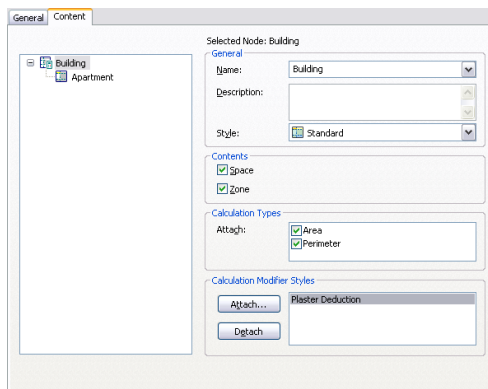 General Content
Selected Node: Building
Building
Apartment
General
Name: Building
Description:
Style: Standard
Contents
Space
Zone
Calculation Types
Attach: Area
Perimeter
Calculation Modifier Styles
Attach... Plaster Deduction
Detach